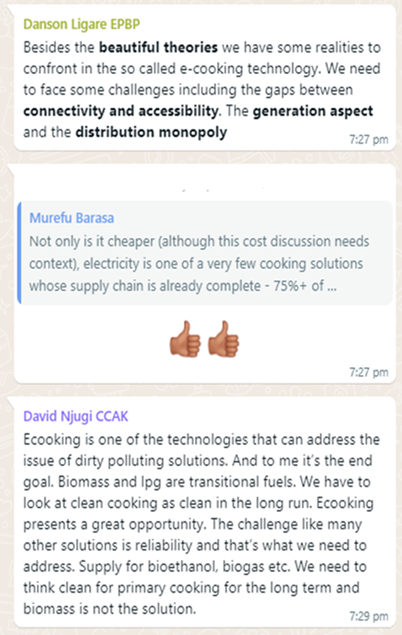 Danson Ligare EPBP
Besides the beautiful theories we have some realities to
confront in the so called e-cooking technology. We need
to face some challenges including the gaps between
connectivity and accessibility. The generation aspect
and the distribution monopoly
7:27 pm
Murefu Barasa
Not only is it cheaper (although this cost discussion needs
context), electricity is one of a very few cooking solutions
whose supply chain is already complete - 75%+ of ...
7:27 pm
David Njugi CCAK
Ecooking is one of the technologies that can address the
issue of dirty polluting solutions. And to me it's the end
goal. Biomass and lpg are transitional fuels. We have to
look at clean cooking as clean in the long run. Ecooking
presents a great opportunity. The challenge like many
other solutions is reliability and that's what we need to
address. Supply for bioethanol, biogas etc. We need to
think clean for primary cooking for the long term and
biomass is not the solution.
7:29 pm